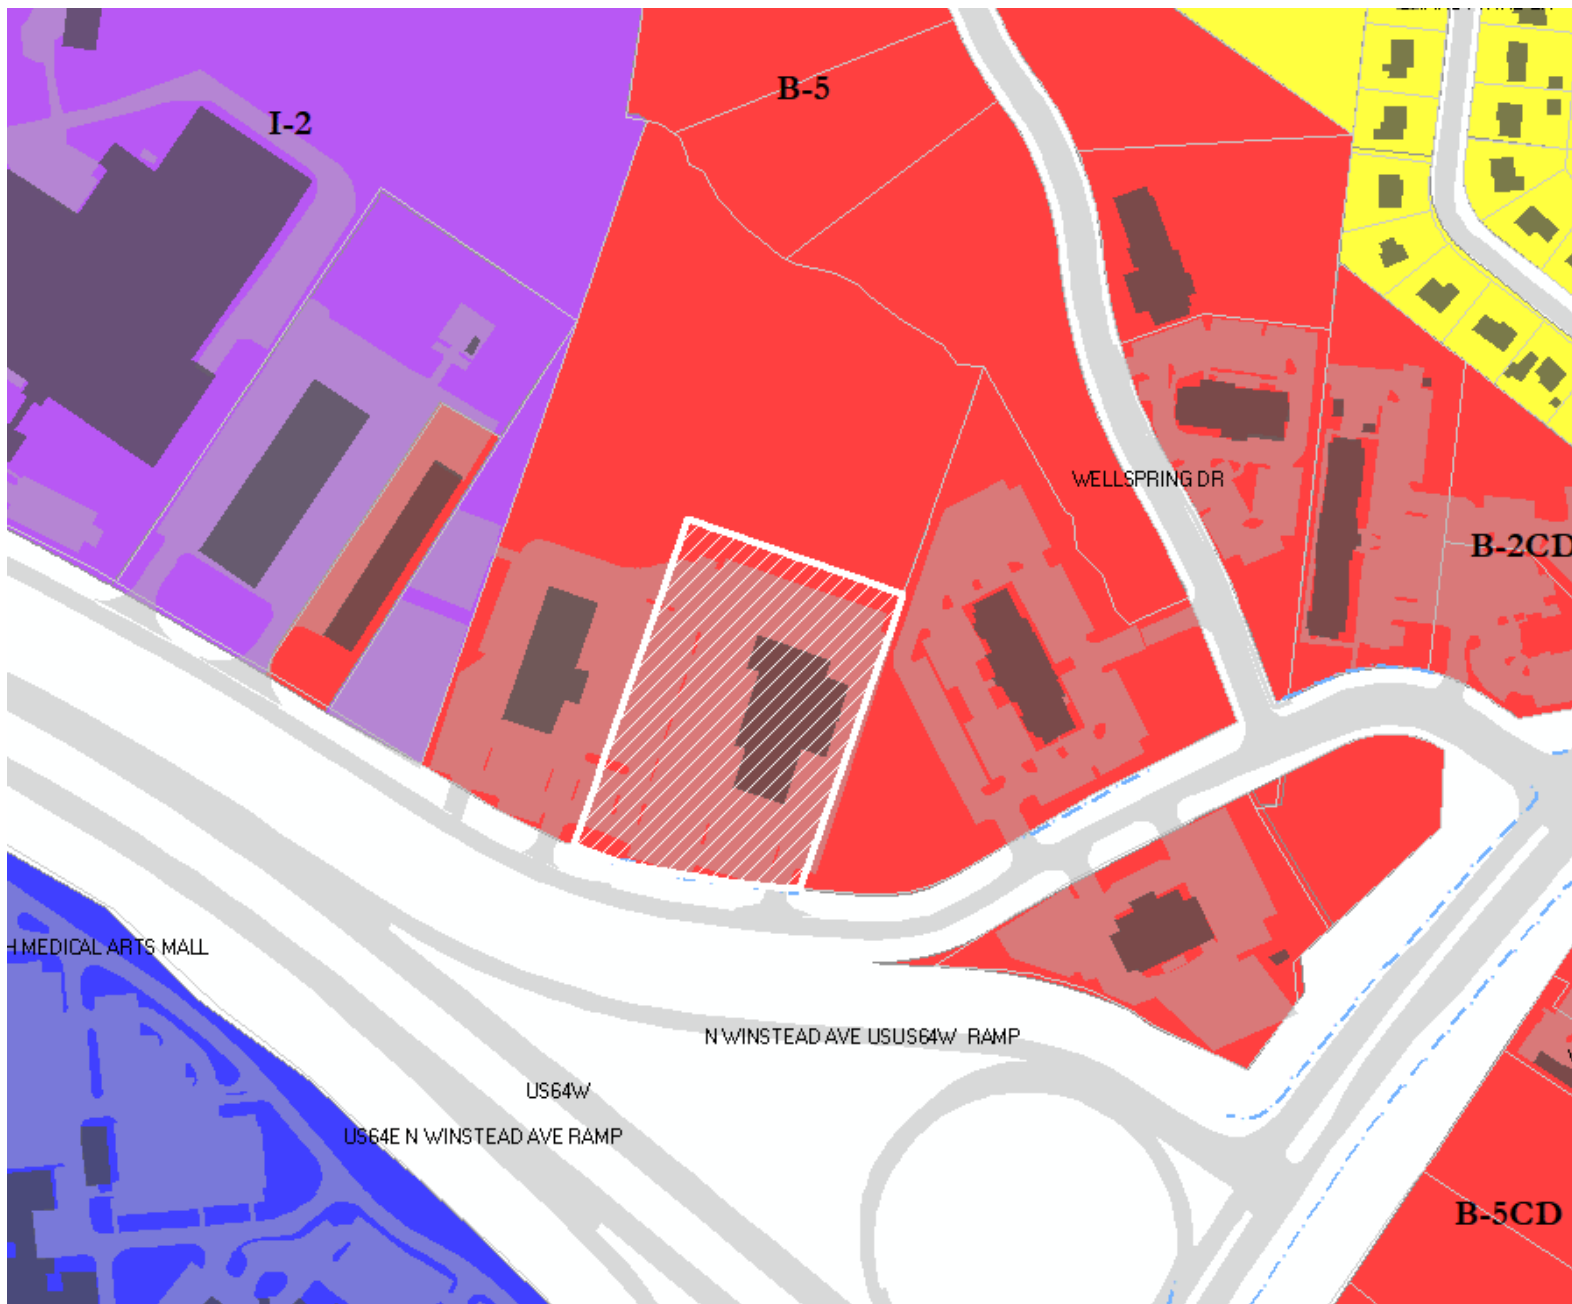 B-5
I-2
WELLSPRING DR
B-2CD
H MEDICAL ARTS MALL
N WINSTEAD AVE USUS64W RAMP
US64W
US64E N WINSTEAD AVE RAMP
B-5CD